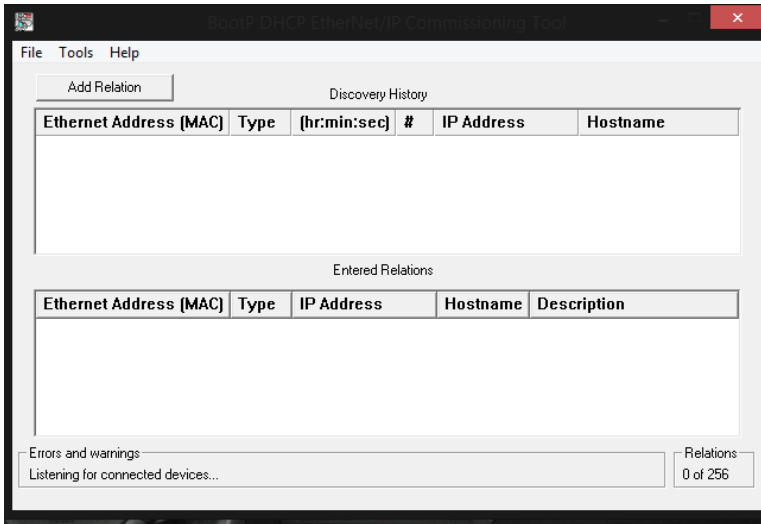 BootP DHCP EtherNet/IP Commissioning Tool
File Tools Help
Add Relation
Discovery History
Ethernet Address (MAC) Type (hr:min:sec) # IP Address Hostname
Entered Relations
Ethernet Address (MAC) Type IP Address Hostname Description
Errors and warnings
Listening for connected devices...
Relations
0 of 256